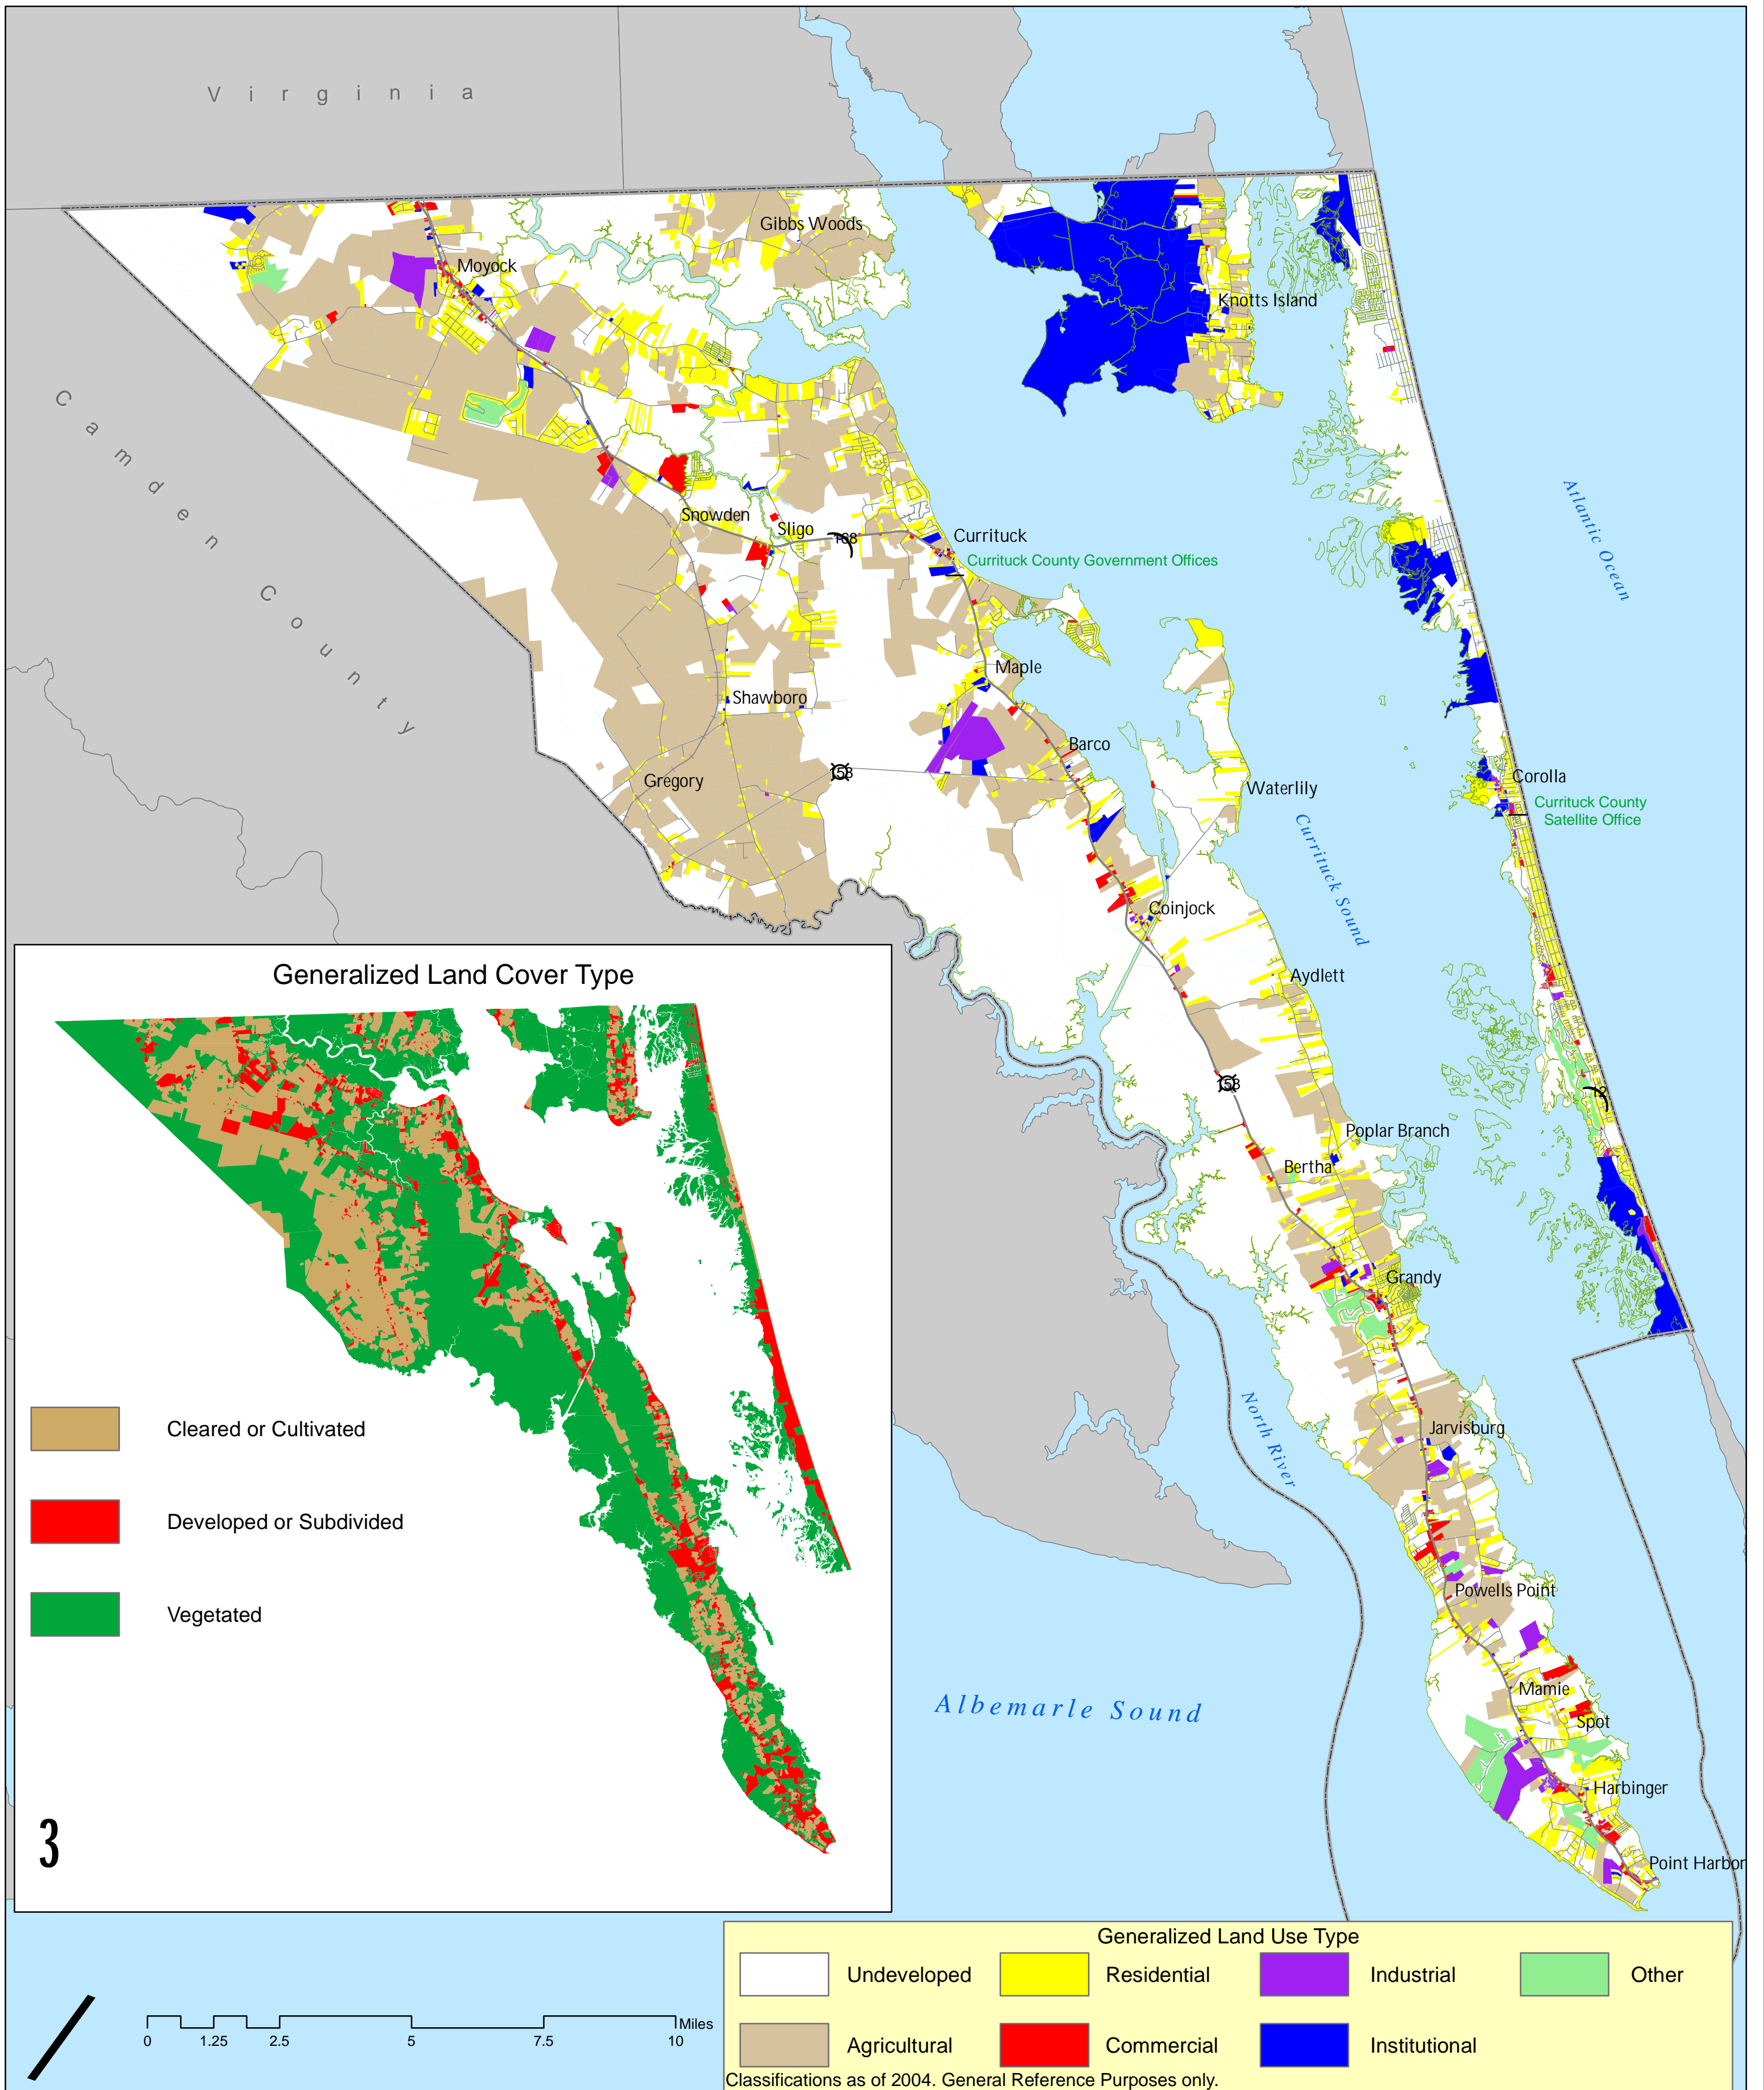 Virginia
Gibbs Woods
Moyock
Knotts Island
Camden County
Snowden
Sligo
168
Currituck
Currituck County Government Offices
Atlantic Ocean
Maple
Shawboro
Barco
Gregory
158
Waterlily
Corolla
Currituck County
Satellite Office
Currituck Sound
Coinjock
Aydlett
158
12
Poplar Branch
Bertha
Grandy
North River
Jarvisburg
Powells Point
Albemarle Sound
Mamie
Spot
Harbinger
Point Harbor
Generalized Land Cover Type
Cleared or Cultivated
Developed or Subdivided
Vegetated
3
0 1.25 2.5 5 7.5 10 Miles
Generalized Land Use Type
Undeveloped Residential Industrial Other
Agricultural Commercial Institutional
Classifications as of 2004. General Reference Purposes only.